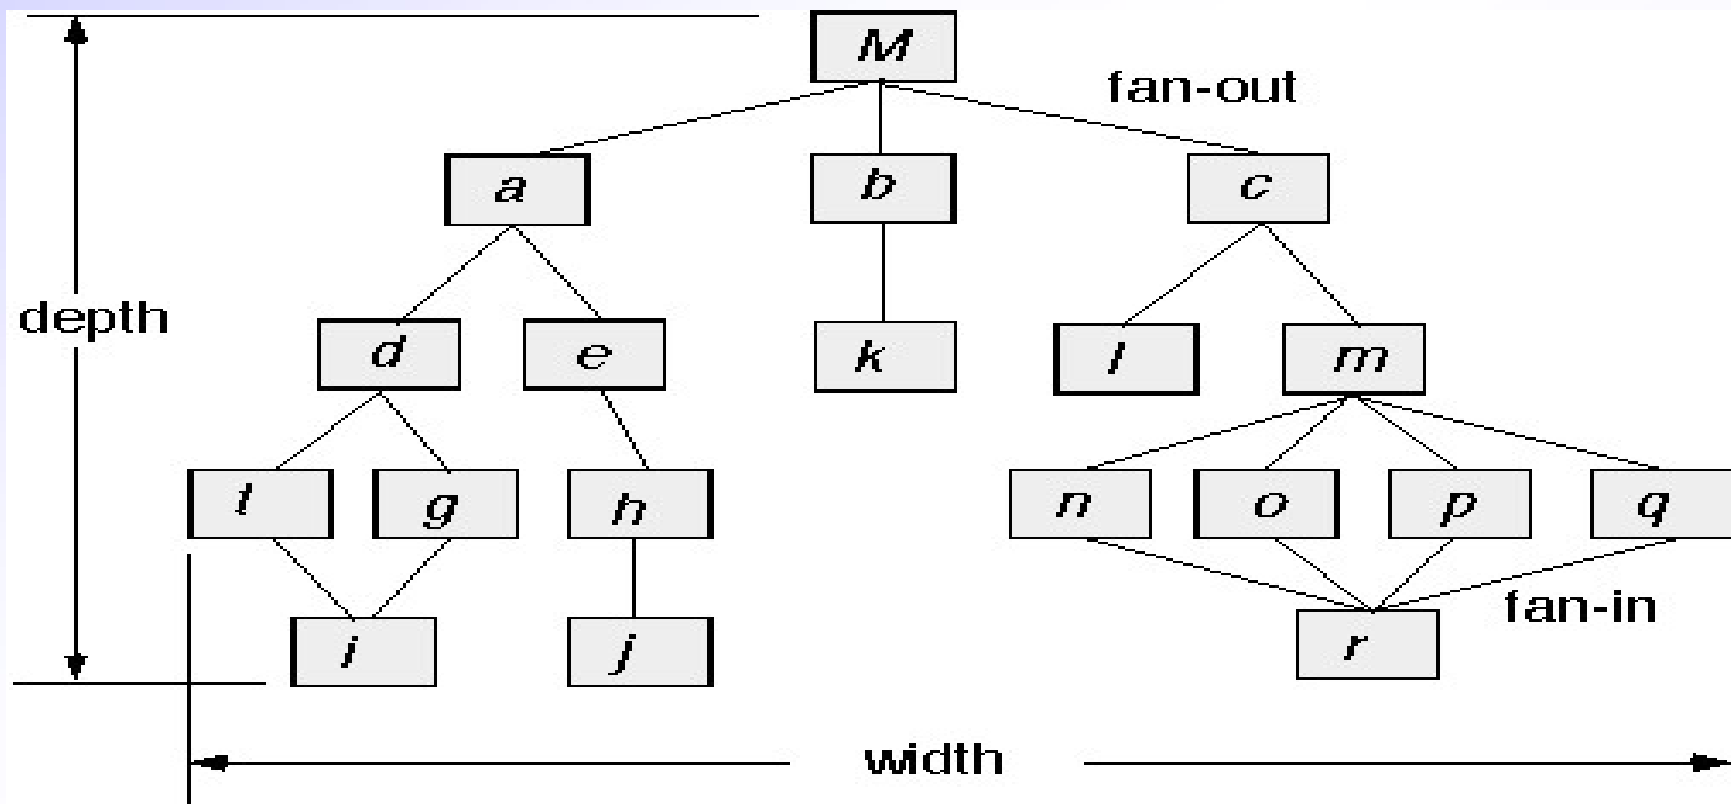 M
fan-out
a b c
depth
d e k l m
t g h n o p q
fan-in
i j r
width